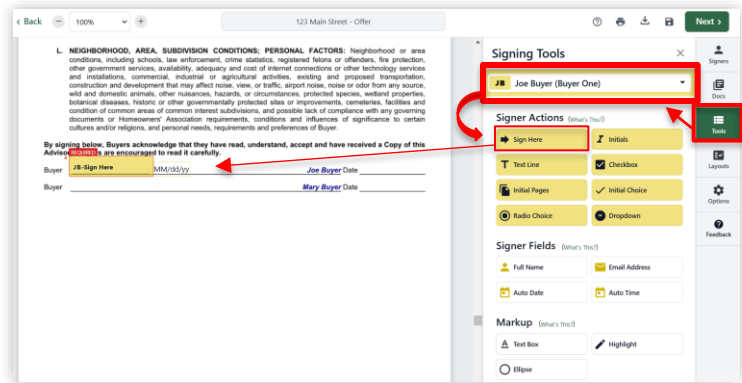 < Back
100%
123 Main Street - Offer
Next >
L. NEIGHBORHOOD, AREA, SUBDIVISION CONDITIONS; PERSONAL FACTORS: Neighborhood or area
conditions, including schools, law enforcement, crime statistics, registered felons or offenders, fire protection,
other government services, availability, adequacy and cost of internet connections or other technology services
and installations, commercial, industrial or agricultural activities, existing and proposed transportation,
construction and development that may affect noise, view, or traffic, airport noise, noise or odor from any source,
wild and domestic animals, other nuisances, hazards, or circumstances, protected species, wetland properties,
botanical diseases, historic or other governmentally protected sites or improvements, cemeteries, facilities and
condition of common areas of common interest subdivisions, and possible lack of compliance with any governing
documents or Homeowners' Association requirements, conditions and influences of significance to certain
cultures and/or religions, and personal needs, requirements and preferences of Buyer.
By signing below, Buyers acknowledge that they have read, understand, accept and have received a Copy of this
Advisory. are encouraged to read it carefully.
REQUIRED
Buyer JB-Sign Here MM/dd/yy Joe Buyer Date
Buyer Mary Buyer Date
Signing Tools
JB Joe Buyer (Buyer One)
Signer Actions (What's This?)
Sign Here
Initials
Text Line
Checkbox
Initial Pages
Initial Choice
Radio Choice
Dropdown
Signer Fields (What's This?)
Full Name
Email Address
Auto Date
Auto Time
Markup (What's This?)
Text Box
Highlight
Ellipse
Signers
Docs
Tools
Layouts
Options
Feedback